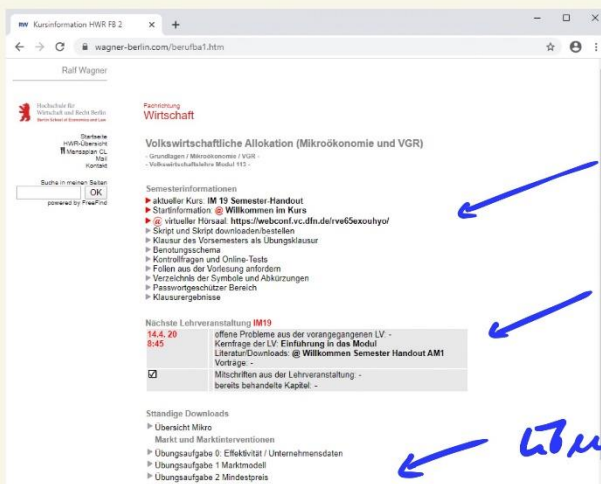 Kursinformation HWR FB 2
wagner-berlin.com/berufba1.htm
Ralf Wagner
Hochschule für
Wirtschaft und Recht Berlin
Berlin School of Economics and Law
Startseite
HWR-Übersicht
Mensaplan CL
Mail
Kontakt
Suche in meinen Seiten
OK
powered by FreeFind
Fachrichtung
Wirtschaft
Volkswirtschaftliche Allokation (Mikroökonomie und VGR)
- Grundlagen / Mikroökonomie / VGR -
- Volkswirtschaftslehre Modul 113 -
Semesterinformationen
aktueller Kurs: IM 19 Semester-Handout
Startinformation: @ Willkommen im Kurs
@ virtueller Hörsaal: https://webconf.vc.dfn.de/rve65exouhyo/
Skript und Skript downloaden/bestellen
Klausur des Vorsemesters als Übungsklausur
Benotungsschema
Kontrollfragen und Online-Tests
Folien aus der Vorlesung anfordern
Verzeichnis der Symbole und Abkürzungen
Passwortgeschützer Bereich
Klausurergebnisse
Nächste Lehrveranstaltung IM19
14.4. 20 offene Probleme aus der vorangegangenen LV: -
8:45 Kernfrage der LV: Einführung in das Modul
Literatur/Downloads: @ Willkommen Semester Handout AM1
Vorträge: -
Mitschriften aus der Lehrveranstaltung: -
bereits behandelte Kapitel: -
Sttändige Downloads
Übersicht Mikro
Markt und Marktinterventionen
Übungsaufgabe 0: Effektivität / Unternehmensdaten
Übungsaufgabe 1 Marktmodell
Übungsaufgabe 2 Mindestpreis